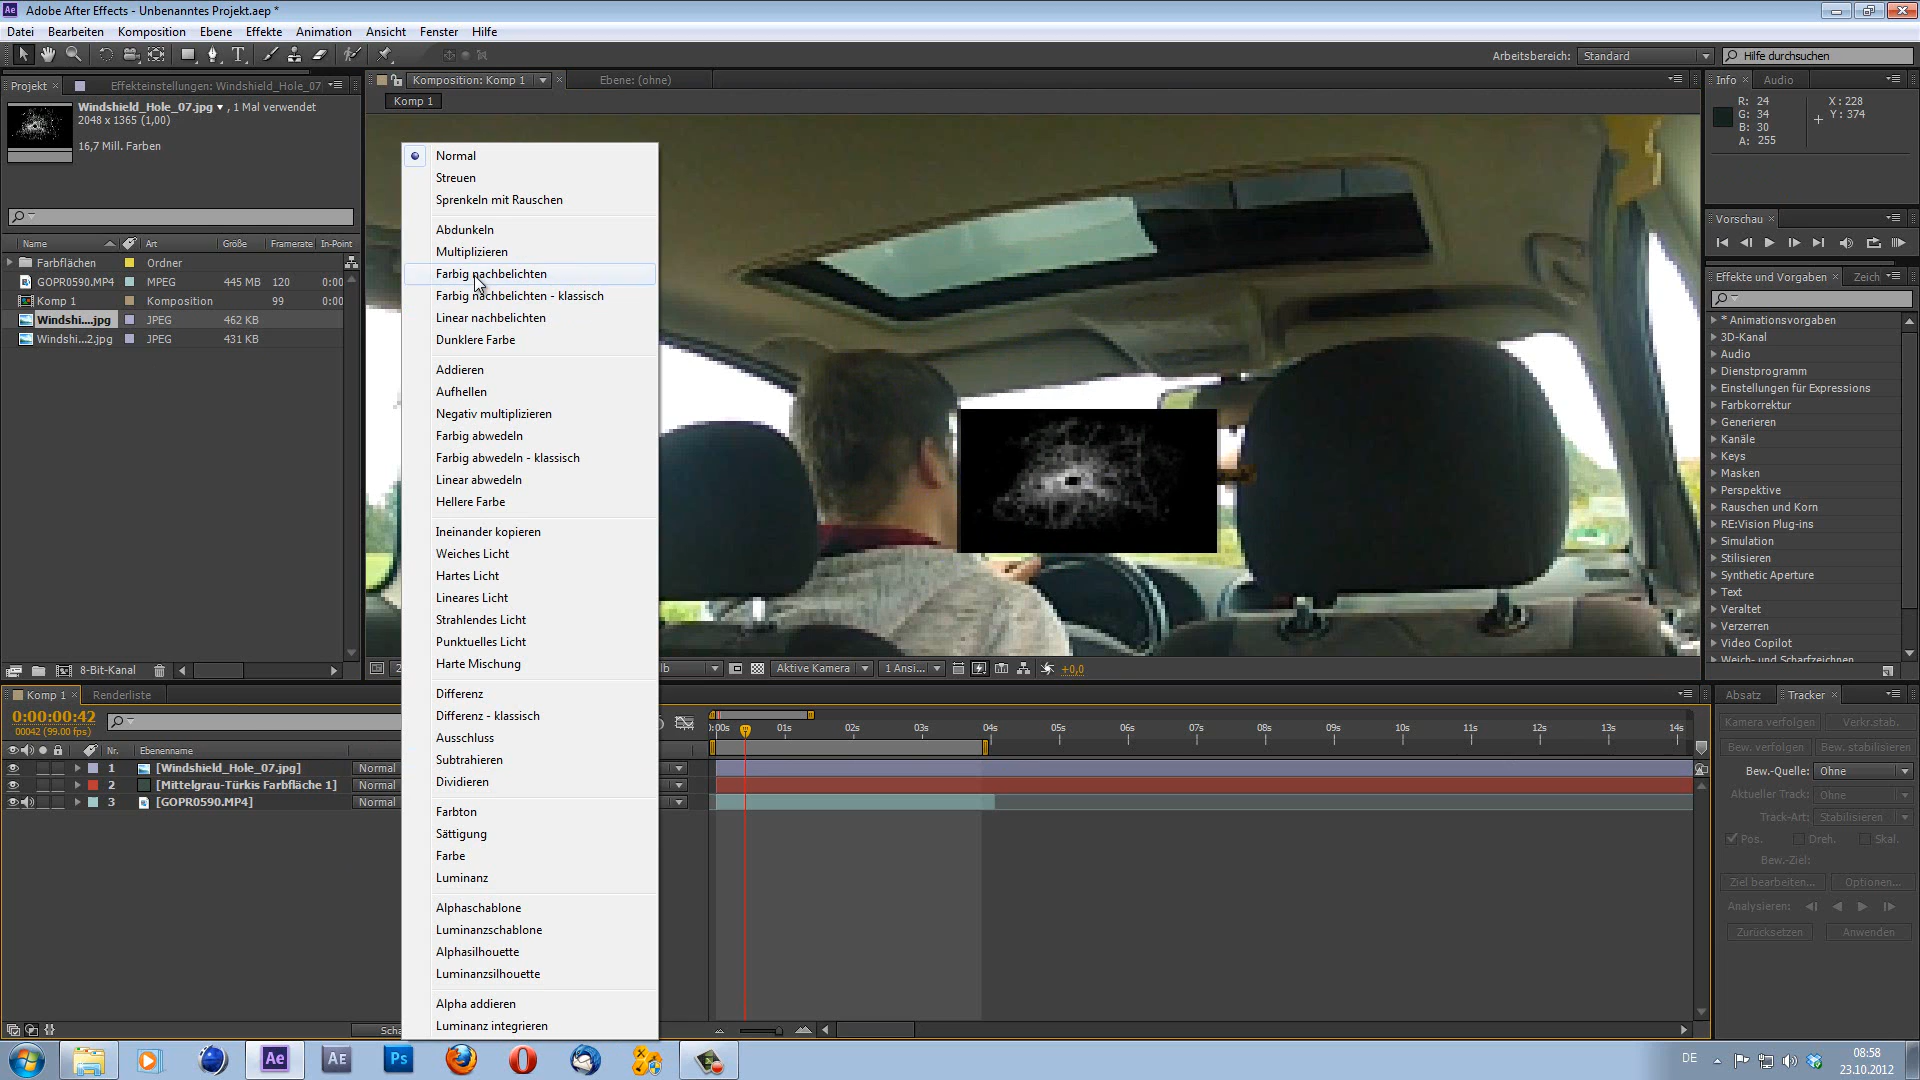 Adobe After Effects - Unbenanntes Projekt.aep *
Datei Bearbeiten Komposition Ebene Effekte Animation Ansicht Fenster Hilfe
Arbeitsbereich: Standard Hilfe durchsuchen
Projekt × Effekteinstellungen: Windshield_Hole_07
Windshield_Hole_07.jpg ▼ , 1 Mal verwendet
2048 x 1365 (1,00)
16,7 Mill. Farben
Name Art Größe Framerate In-Point
Farbflächen Ordner
GOPR0590.MP4 MPEG 445 MB 120 0:00
Komp 1 Komposition 99 0:00
Windshi....jpg JPEG 462 KB
Windshi...2.jpg JPEG 431 KB
8-Bit-Kanal
Komposition: Komp 1 Ebene: (ohne)
Komp 1
Normal
Streuen
Sprenkeln mit Rauschen
Abdunkeln
Multiplizieren
Farbig nachbelichten
Farbig nachbelichten - klassisch
Linear nachbelichten
Dunklere Farbe
Addieren
Aufhellen
Negativ multiplizieren
Farbig abwedeln
Farbig abwedeln - klassisch
Linear abwedeln
Hellere Farbe
Ineinander kopieren
Weiches Licht
Hartes Licht
Lineares Licht
Strahlendes Licht
Punktuelles Licht
Harte Mischung
Differenz
Differenz - klassisch
Ausschluss
Subtrahieren
Dividieren
Farbton
Sättigung
Farbe
Luminanz
Alphaschablone
Luminanzschablone
Alphasilhouette
Luminanzsilhouette
Alpha addieren
Luminanz integrieren
2 lb Aktive Kamera 1 Ansi... +0,0
Info × Audio
R: 24 X: 228
G: 34 Y: 374
B: 30
A: 255
Vorschau ×
Effekte und Vorgaben × Zeich
* Animationsvorgaben
3D-Kanal
Audio
Dienstprogramm
Einstellungen für Expressions
Farbkorrektur
Generieren
Kanäle
Keys
Masken
Perspektive
Rauschen und Korn
RE:Vision Plug-ins
Simulation
Stilisieren
Synthetic Aperture
Text
Veraltet
Verzerren
Video Copilot
Weich- und Scharfzeichnen
Komp 1 × Renderliste
0:00:00:42
00042 (99.00 fps)
Nr. Ebenenname
1 [Windshield_Hole_07.jpg] Normal
2 [Mittelgrau-Türkis Farbfläche 1] Normal
3 [GOPR0590.MP4] Normal
):00s 01s 02s 03s 04s 05s 06s 07s 08s 09s 10s 11s 12s 13s 14s
Scha
Absatz Tracker ×
Kamera verfolgen Verkr.stab.
Bew. verfolgen Bew. stabilisieren
Bew.-Quelle: Ohne
Aktueller Track: Ohne
Track-Art: Stabilisieren
Pos. Dreh. Skal.
Bew.-Ziel:
Ziel bearbeiten... Optionen...
Analysieren:
Zurücksetzen Anwenden
Ae AE Ps
DE 08:58
23.10.2012